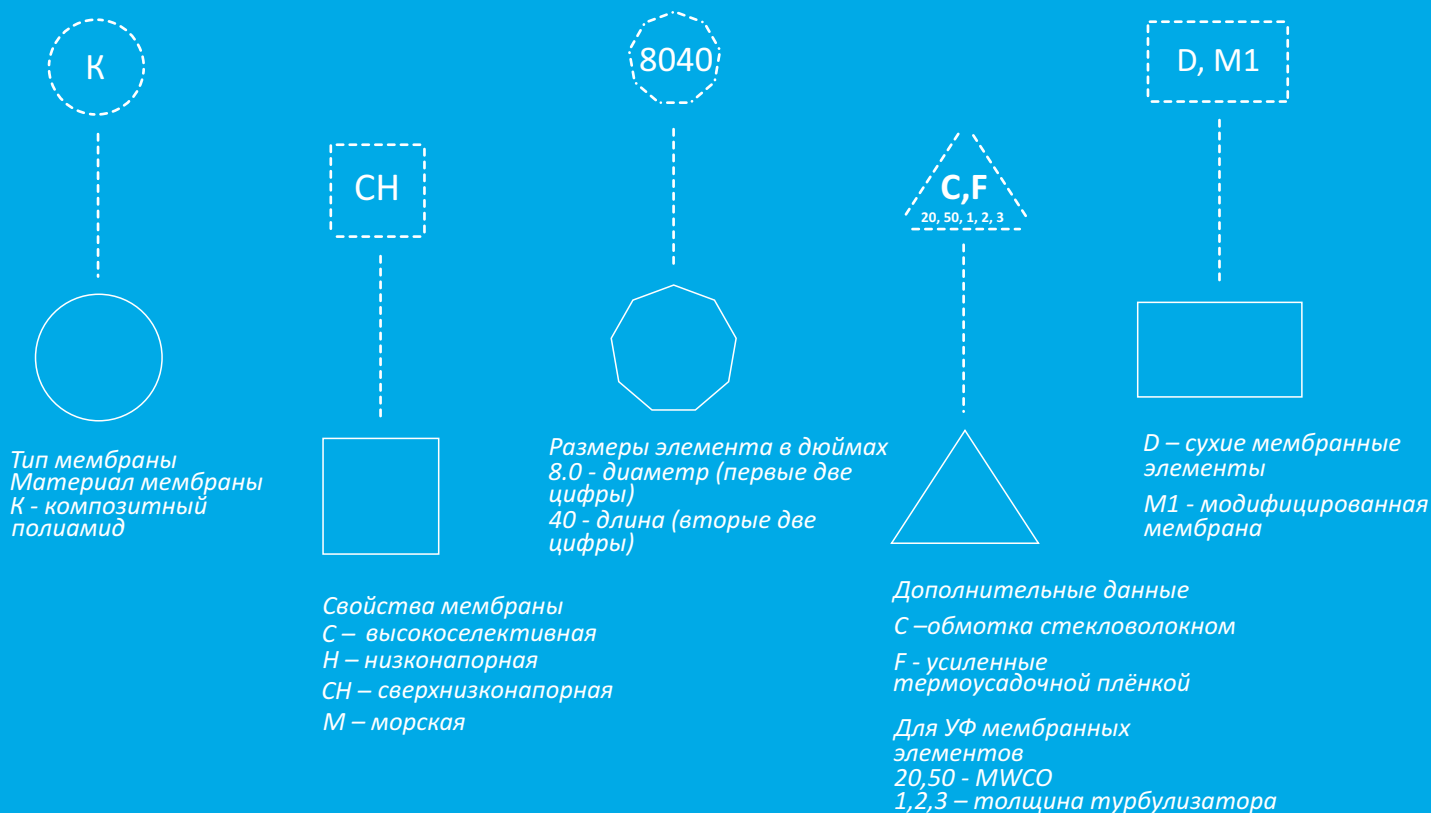 К
Тип мембраны
Материал мембраны
К - композитный
полиамид
СН
Свойства мембраны
С – высокоселективная
Н – низконапорная
СН – сверхнизконапорная
М – морская
8040
Размеры элемента в дюймах
8.0 - диаметр (первые две
цифры)
40 - длина (вторые две
цифры)
C,F
20, 50, 1, 2, 3
Дополнительные данные
С –обмотка стекловолокном
F - усиленные
термоусадочной плёнкой
Для УФ мембранных
элементов
20,50 - MWCO
1,2,3 – толщина турбулизатора
D, M1
D – сухие мембранные
элементы
М1 - модифицированная
мембрана